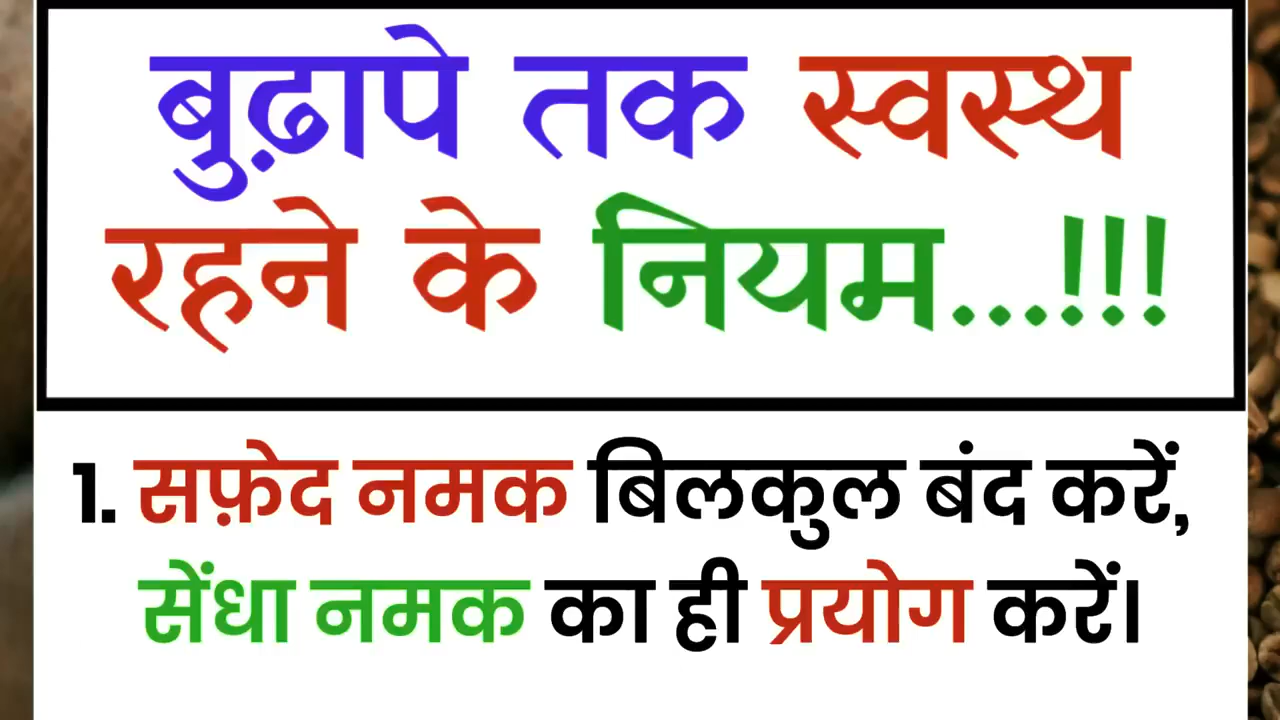 बुढ़ापे तक स्वस्थ
रहने के नियम...!!!
1. सफ़ेद नमक बिलकुल बंद करें,
सेंधा नमक का ही प्रयोग करें।